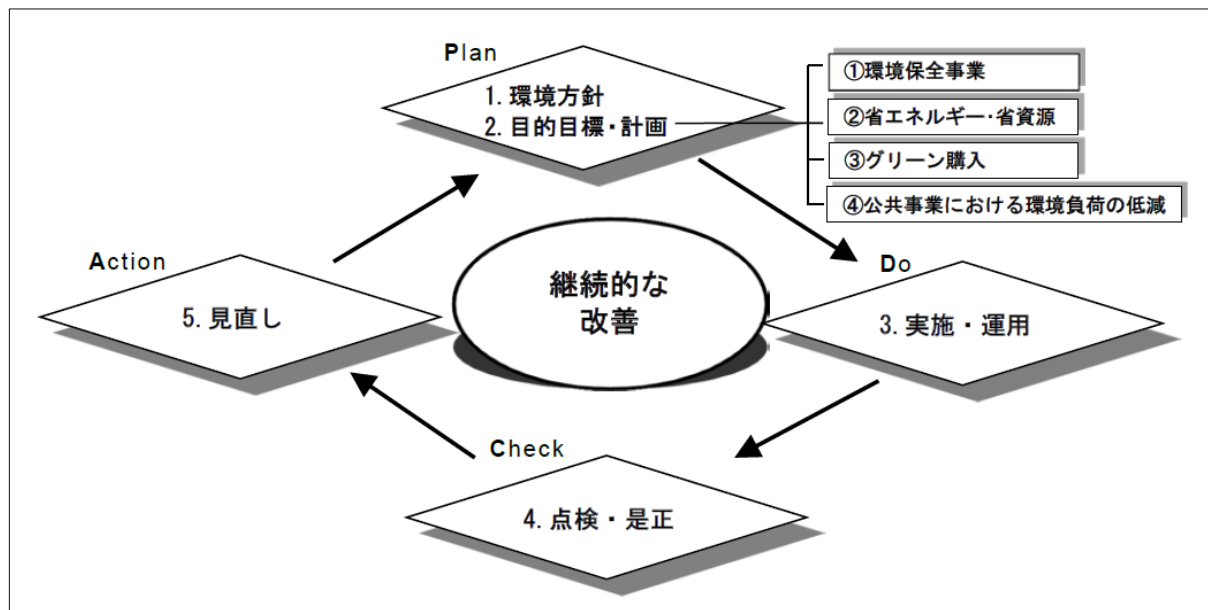 Plan
1. 環境方針
2. 目的目標・計画
①環境保全事業
②省エネルギー・省資源
③グリーン購入
④公共事業における環境負荷の低減
Do
3. 実施・運用
Check
4. 点検・是正
Action
5. 見直し
継続的な
改善